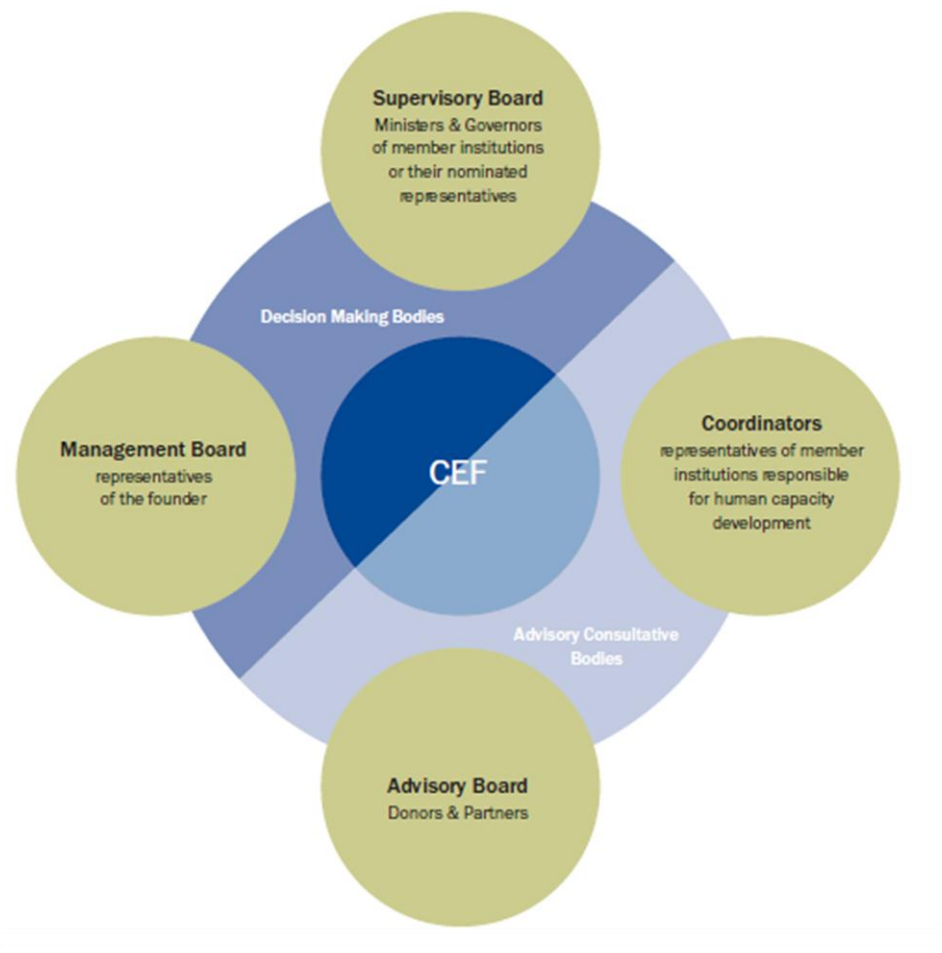 Supervisory Board
Ministers & Governors
of member institutions
or their nominated
representatives
Decision Making Bodies
Management Board
representatives
of the founder
CEF
Coordinators
representatives of member
institutions responsible
for human capacity
development
Advisory Consultative
Bodies
Advisory Board
Donors & Partners